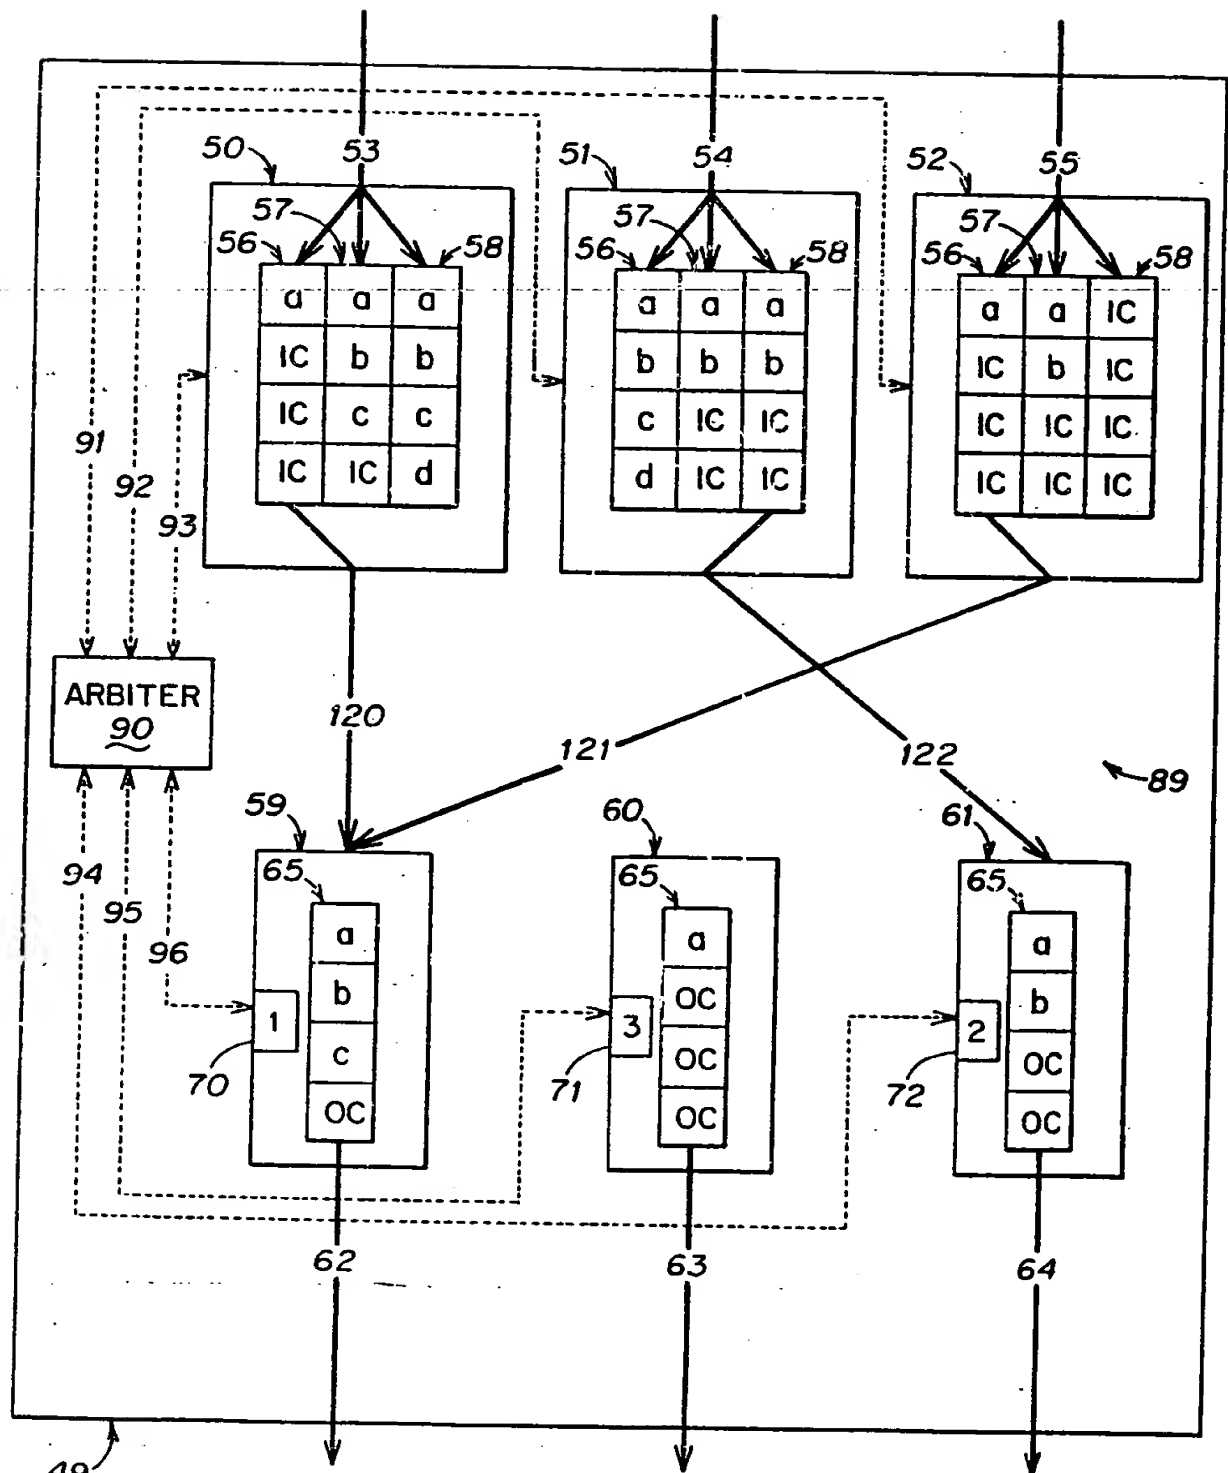 50 53 51 54 52 55
57 57 57
56 58 56 58 56 58
a a a
IC b b
IC c c
IC IC d
a a a
b b b
c IC IC
d IC IC
a a IC
IC b IC
IC IC IC
IC IC IC
91
92
93
ARBITER
90
120
121
122
89
59
60
61
94
95
96
65
a
b
c
OC
1
70
65
a
OC
OC
OC
3
71
65
a
b
OC
OC
2
72
62
63
64
49